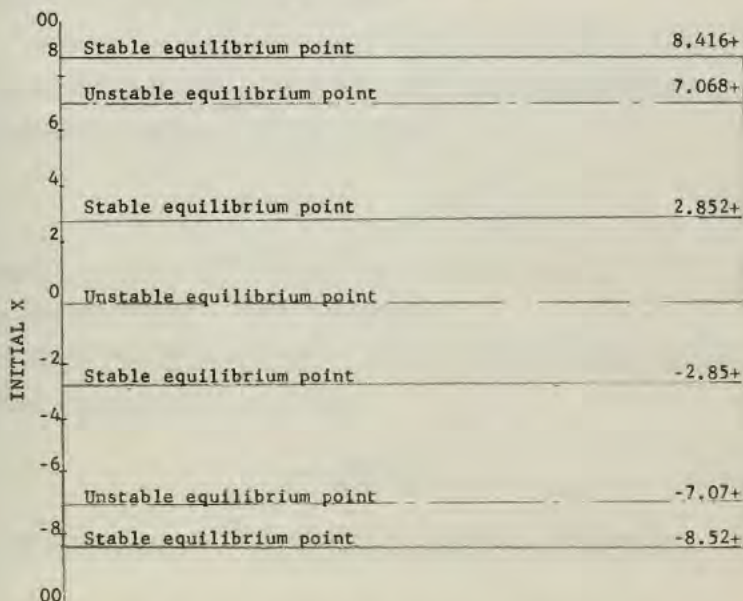 00
8 Stable equilibrium point 8.416+
Unstable equilibrium point 7.068+
6
4
Stable equilibrium point 2.852+
2
0 Unstable equilibrium point
INITIAL X
-2
Stable equilibrium point -2.85+
-4
-6
Unstable equilibrium point -7.07+
-8 Stable equilibrium point -8.52+
00